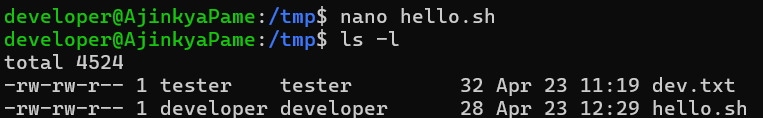 developer@AjinkyaPame:/tmp$ nano hello.sh
developer@AjinkyaPame:/tmp$ ls -l
total 4524
-rw-rw-r-- 1 tester    tester         32 Apr 23 11:19 dev.txt
-rw-rw-r-- 1 developer developer      28 Apr 23 12:29 hello.sh